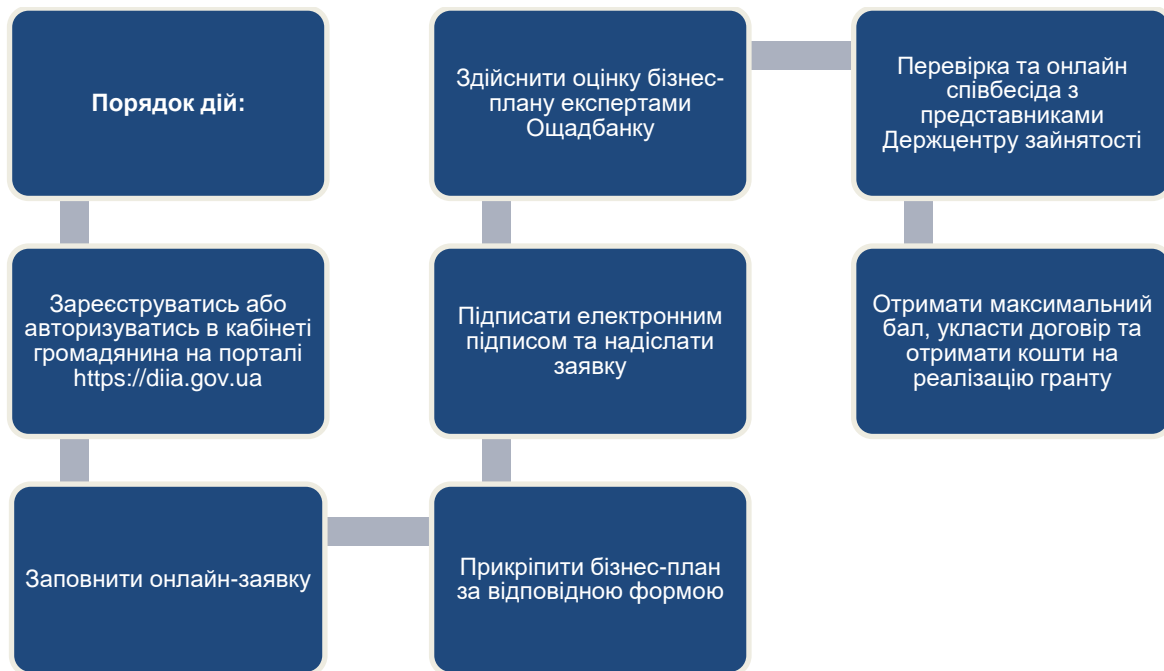 Порядок дій:
Зареєструватись або
авторизуватись в кабінеті
громадянина на порталі
https://diia.gov.ua
Заповнити онлайн-заявку
Прикріпити бізнес-план
за відповідною формою
Підписати електронним
підписом та надіслати
заявку
Здійснити оцінку бізнес-
плану експертами
Ощадбанку
Перевірка та онлайн
співбесіда з
представниками
Держцентру зайнятості
Отримати максимальний
бал, укласти договір та
отримати кошти на
реалізацію гранту